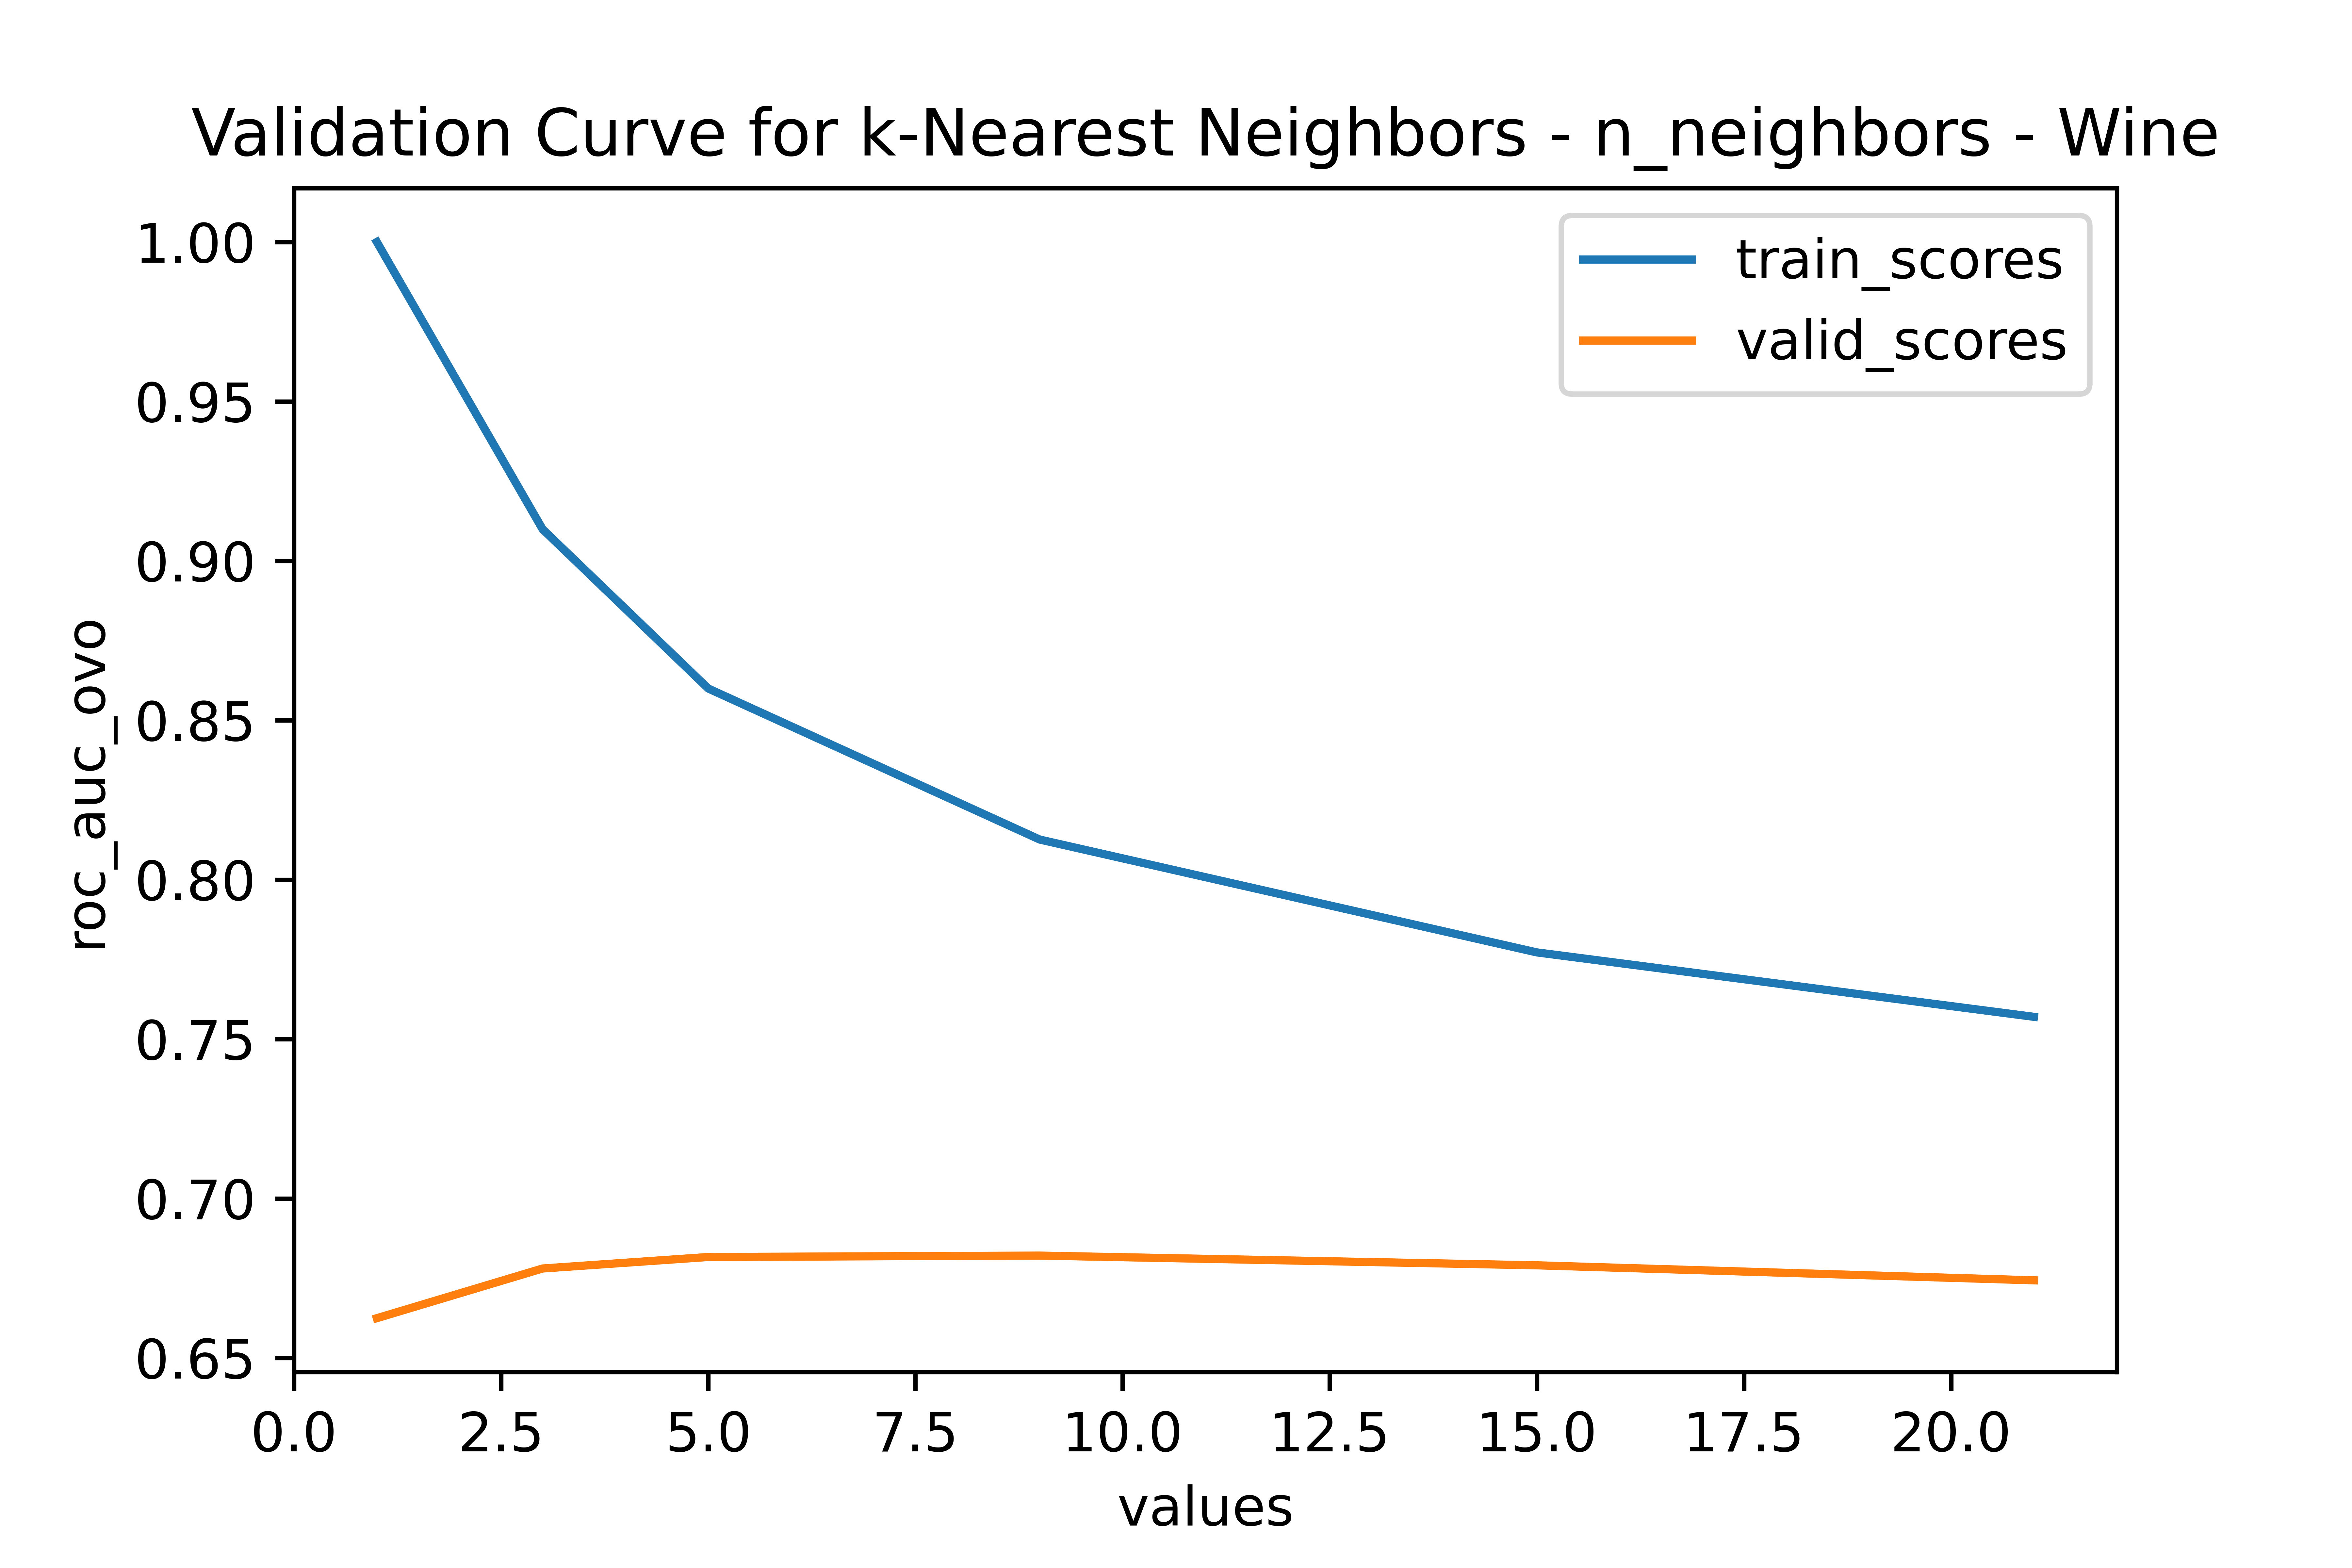 Validation Curve for k-Nearest Neighbors - n_neighbors - Wine
train_scores
valid_scores
1.00
0.95
0.90
0.85
0.80
0.75
0.70
0.65
roc_auc_ovo
0.0 2.5 5.0 7.5 10.0 12.5 15.0 17.5 20.0
values